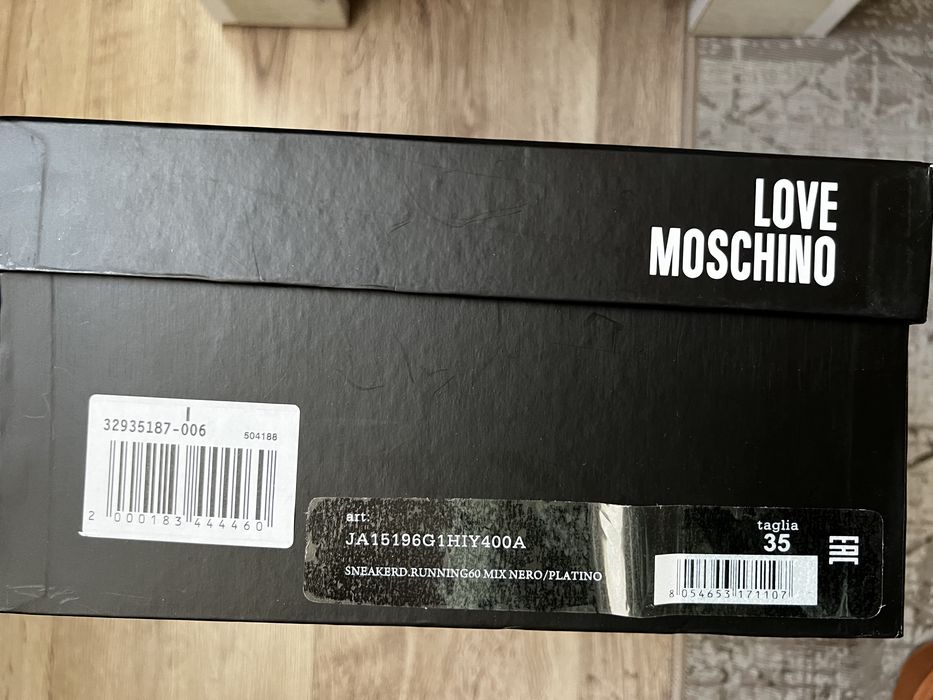 LOVE
MOSCHINO
32935187-006
504188
2 000183 444460
art:
JA15196G1HIY400A
SNEAKERD.RUNNING60 MIX NERO/PLATINO
taglia
35
8 054653 171107
EAC